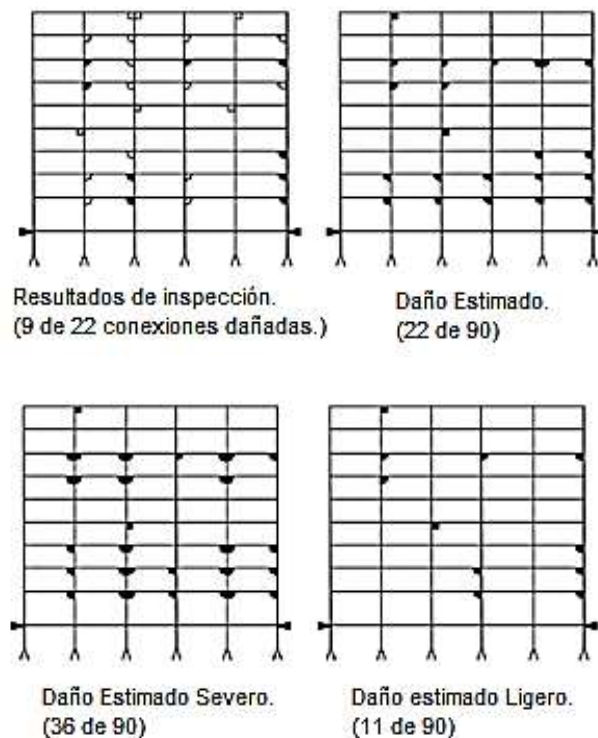 Resultados de inspección.
(9 de 22 conexiones dañadas.)
Daño Estimado.
(22 de 90)
Daño Estimado Severo.
(36 de 90)
Daño estimado Ligero.
(11 de 90)